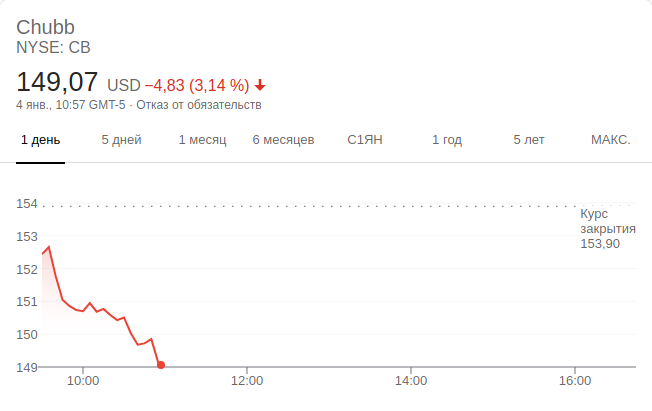 Chubb
NYSE: CB
149,07 USD −4,83 (3,14 %)
4 янв., 10:57 GMT-5 · Отказ от обязательств
1 день 5 дней 1 месяц 6 месяцев С1ЯН 1 год 5 лет МАКС.
154
Курс
закрытия
153,90
153
152
151
150
149
10:00 12:00 14:00 16:00